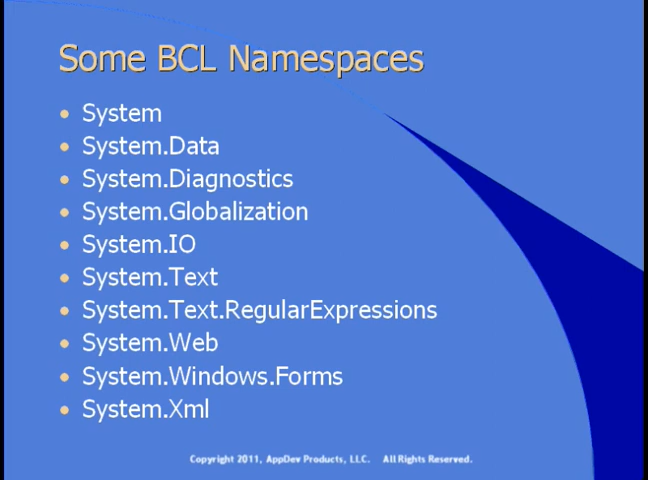 Some BCL Namespaces
• System
• System.Data
• System.Diagnostics
• System.Globalization
• System.IO
• System.Text
• System.Text.RegularExpressions
• System.Web
• System.Windows.Forms
• System.Xml
Copyright 2011, AppDev Products, LLC. All Rights Reserved.